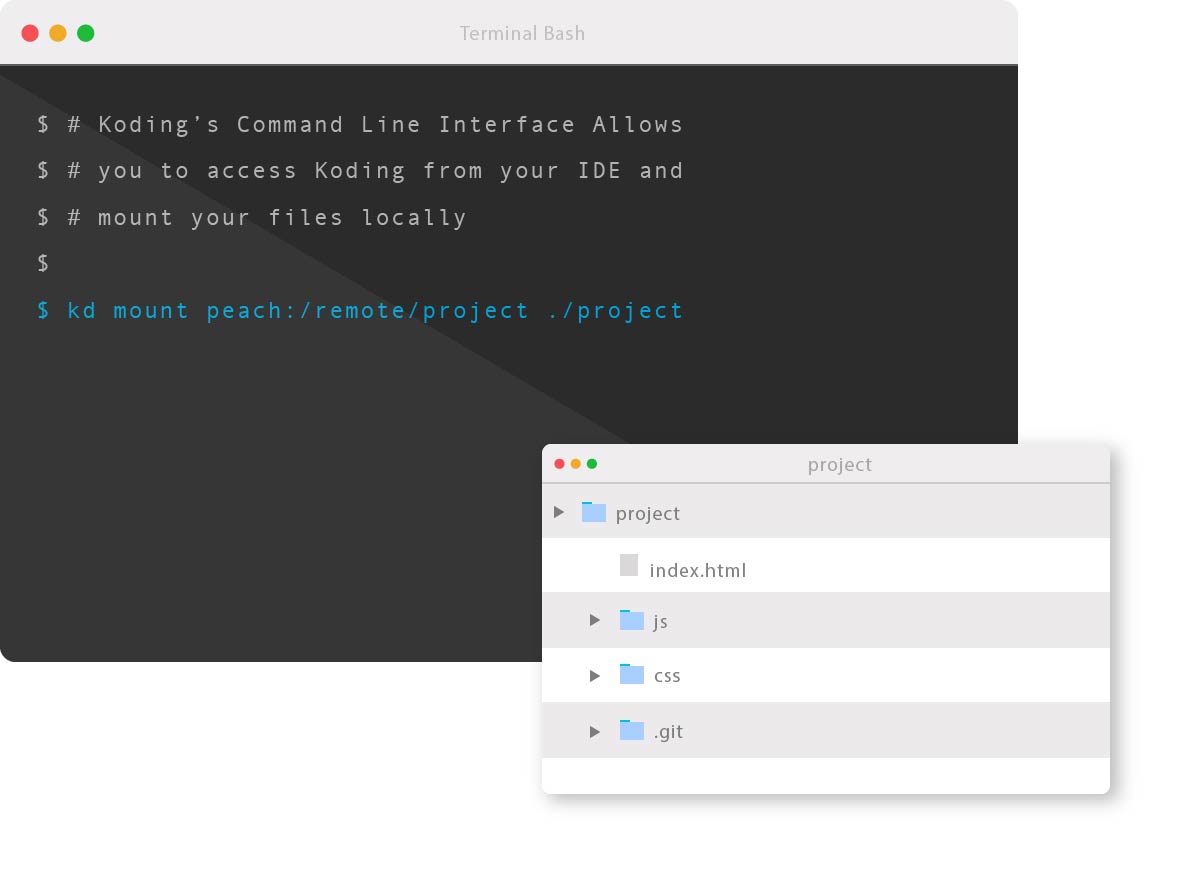 Terminal Bash
$ # Koding’s Command Line Interface Allows
$ # you to access Koding from your IDE and
$ # mount your files locally
$
$ kd mount peach:/remote/project ./project
project
project
index.html
js
css
.git